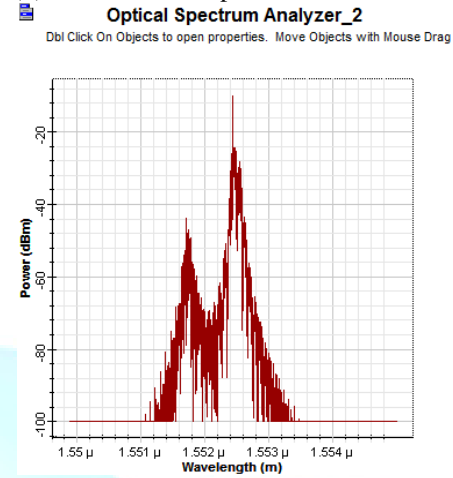 Optical Spectrum Analyzer_2
Dbl Click On Objects to open properties. Move Objects with Mouse Drag
Power (dBm)
-20
-40
-60
-80
-100
1.55 µ 1.551 µ 1.552 µ 1.553 µ 1.554 µ
Wavelength (m)